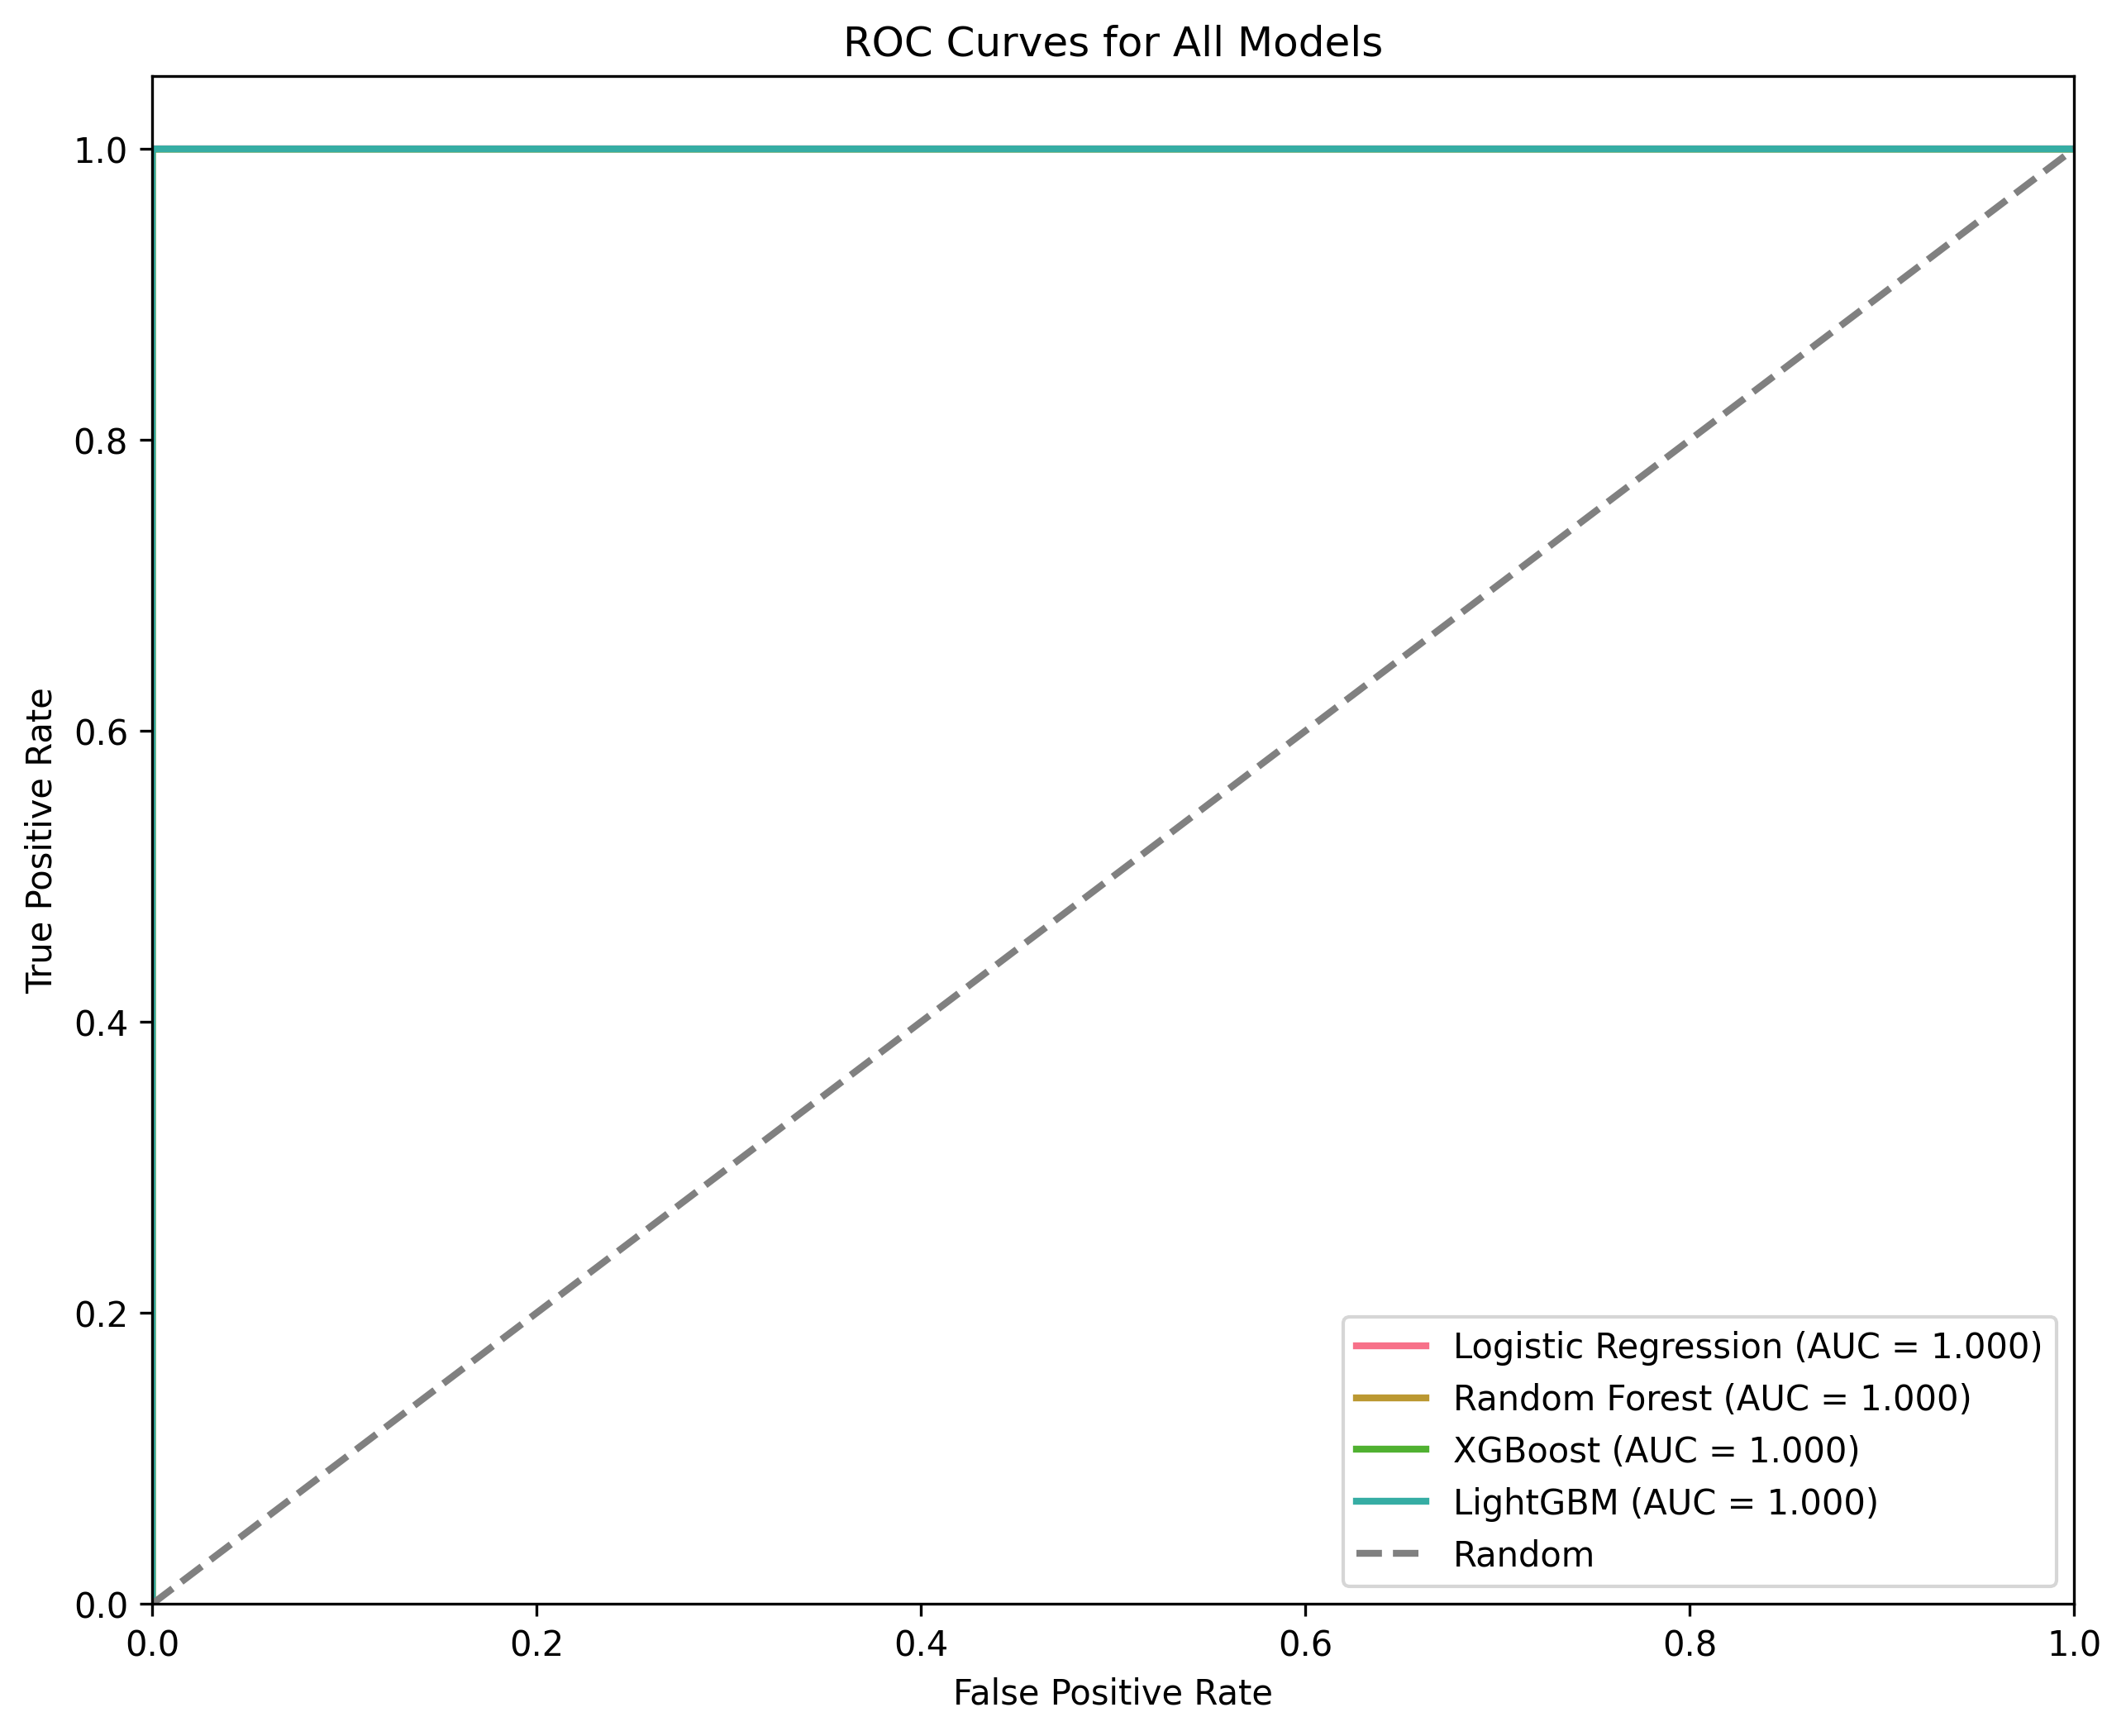 ROC Curves for All Models
True Positive Rate
1.0
0.8
0.6
0.4
0.2
0.0
0.0 0.2 0.4 0.6 0.8 1.0
False Positive Rate
Logistic Regression (AUC = 1.000)
Random Forest (AUC = 1.000)
XGBoost (AUC = 1.000)
LightGBM (AUC = 1.000)
Random